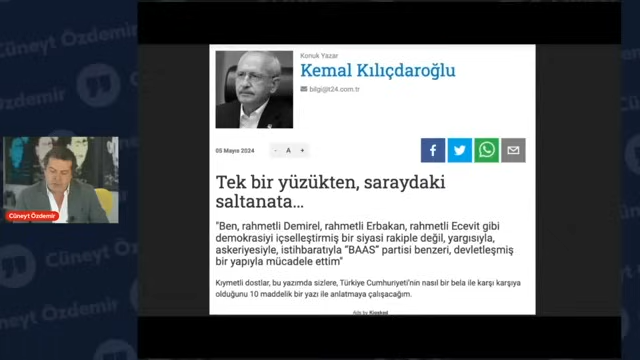 Cüneyt Özdemir
Konuk Yazar
Kemal Kılıçdaroğlu
bilgi@t24.com.tr
05 Mayıs 2024
- A +
Tek bir yüzükten, saraydaki
saltanata...
"Ben, rahmetli Demirel, rahmetli Erbakan, rahmetli Ecevit gibi
demokrasiyi içselleştirmiş bir siyasi rakiple değil, yargısıyla,
askeriyesiyle, istihbaratıyla “BAAS” partisi benzeri, devletleşmiş
bir yapıyla mücadele ettim"
Kıymetli dostlar, bu yazımda sizlere, Türkiye Cumhuriyeti'nin nasıl bir bela ile karşı karşıya
olduğunu 10 maddelik bir yazı ile anlatmaya çalışacağım.
Ads by Kiosked
Cüneyt Özdemir